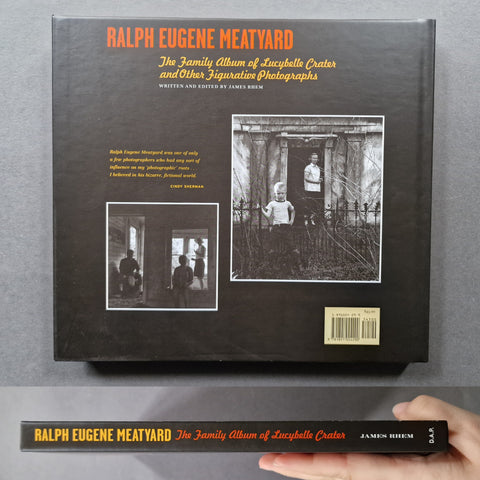 RALPH EUGENE MEATYARD
The Family Album of Lucybelle Crater
and Other Figurative Photographs
WRITTEN AND EDITED BY JAMES RHEM
Ralph Eugene Meatyard was one of only
a few photographers who had any sort of
influence on my 'photographic' roots
I believed in his bizarre, fictional world.
CINDY SHERMAN
RALPH EUGENE MEATYARD The Family Album of Lucybelle Crater JAMES RHEM D.A.P.